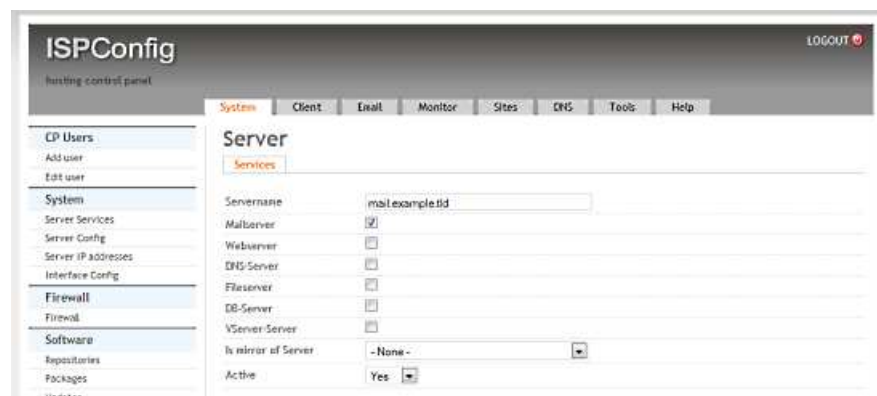 ISPConfig
LOGOUT
hosting control panel
System Client Email Monitor Sites DNS Tools Help
CP Users
Add user
Edit user
System
Server Services
Server Config
Server IP addresses
Interface Config
Firewall
Firewall
Software
Repositories
Packages
Server
Services
Servername mail.example.tld
Mailserver
Webserver
DNS-Server
Fileserver
DB-Server
VServer-Server
Is mirror of Server - None -
Active Yes